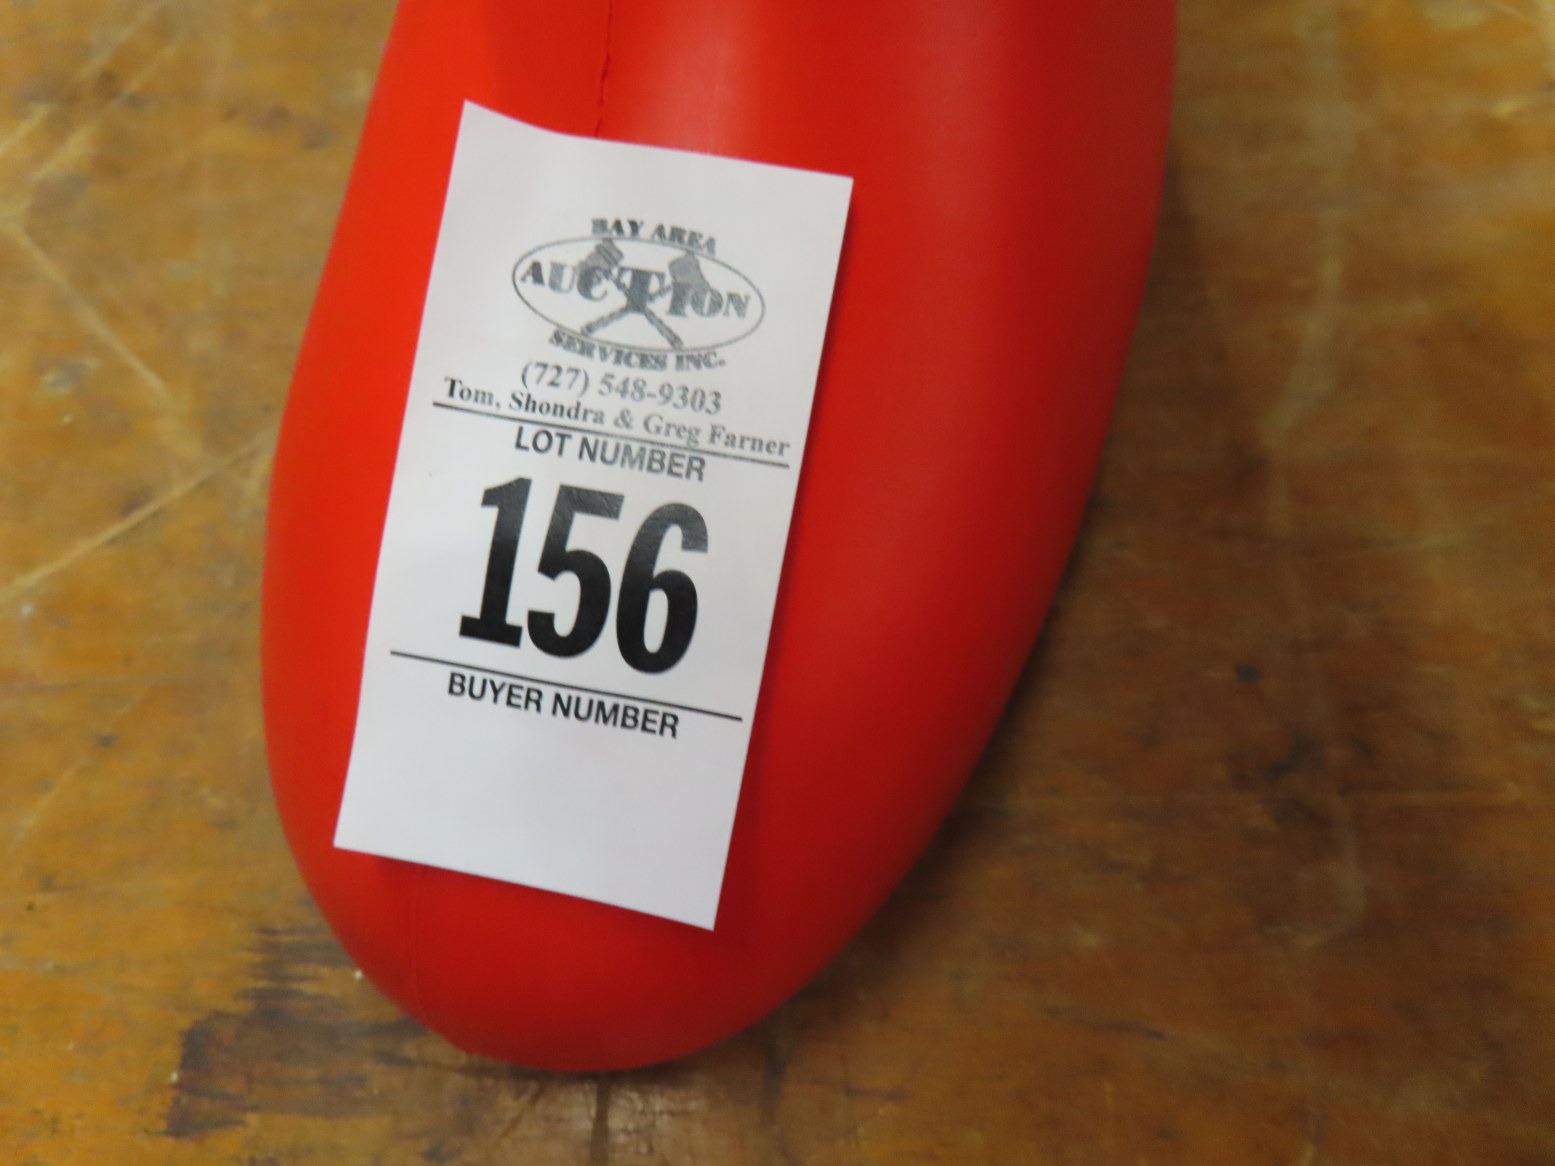 BAY AREA
AUCTION
SERVICES INC.
(727) 548-9303
Tom, Shondra & Greg Farner
LOT NUMBER
156
BUYER NUMBER